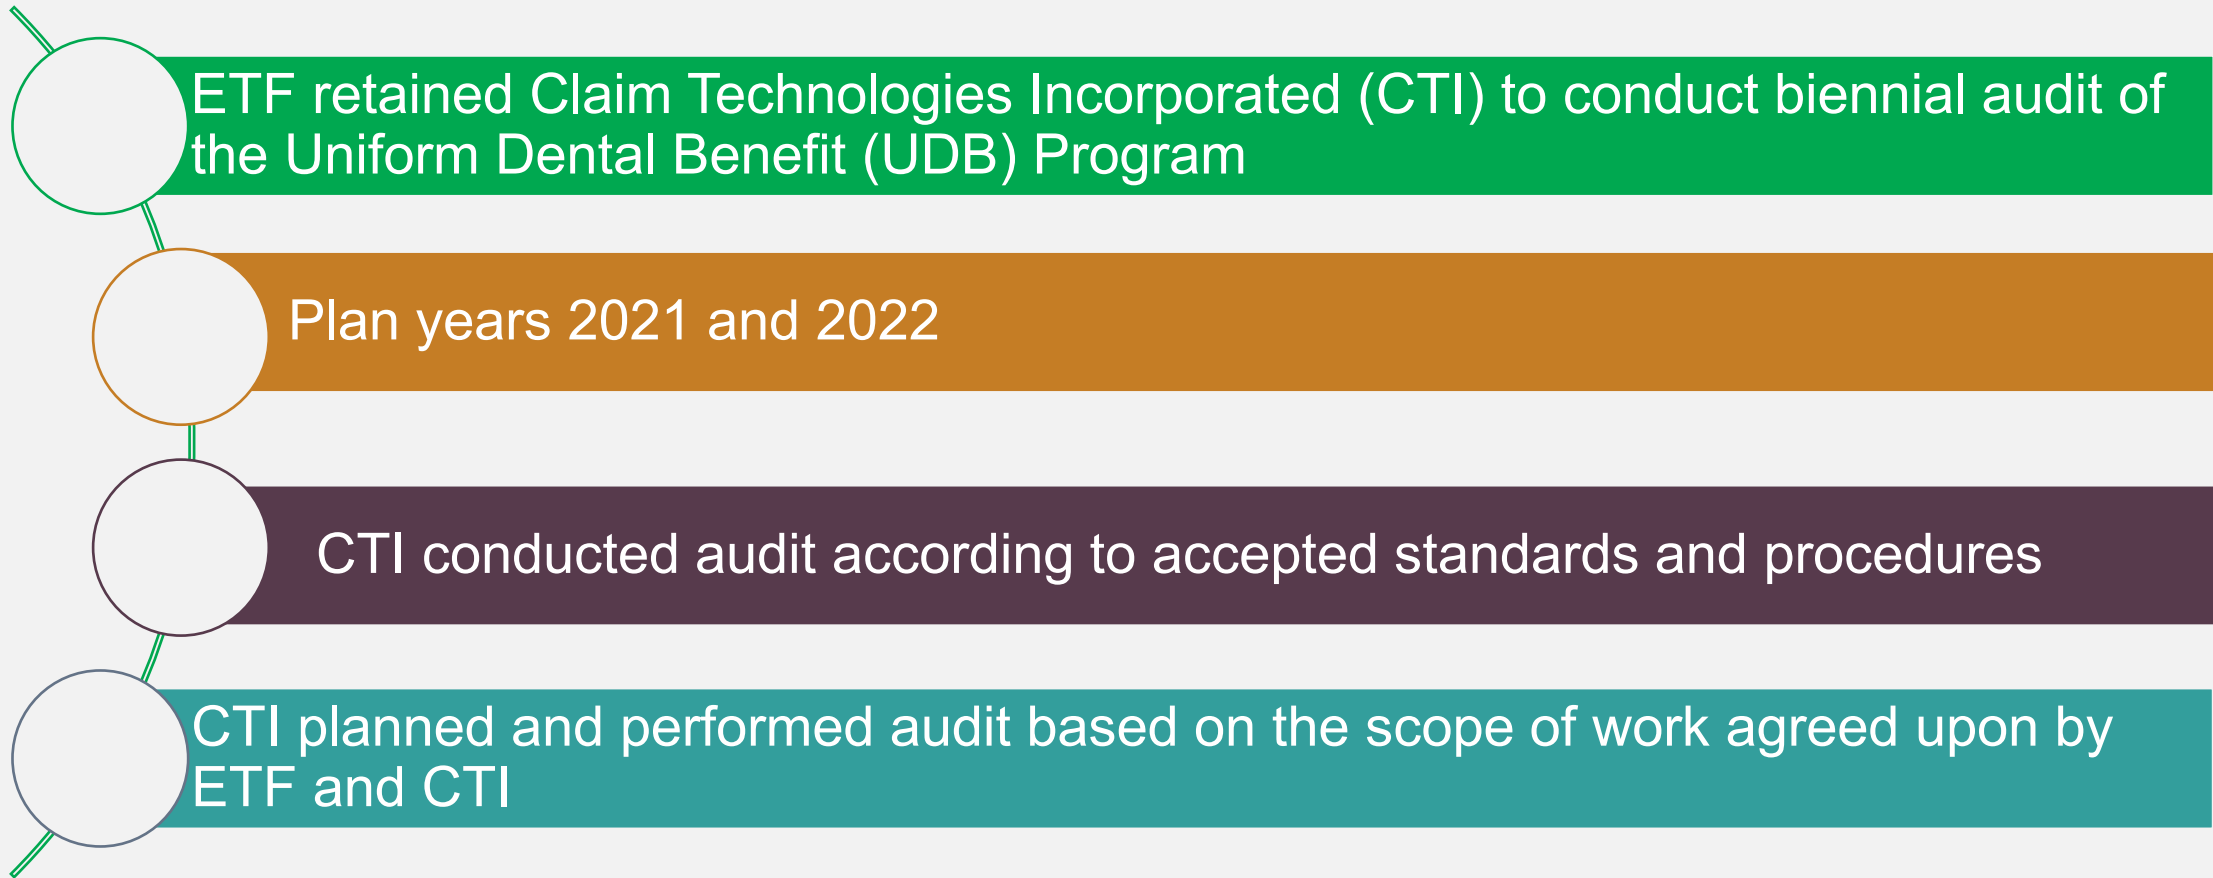 ETF retained Claim Technologies Incorporated (CTI) to conduct biennial audit of
the Uniform Dental Benefit (UDB) Program
Plan years 2021 and 2022
CTI conducted audit according to accepted standards and procedures
CTI planned and performed audit based on the scope of work agreed upon by
ETF and CTI